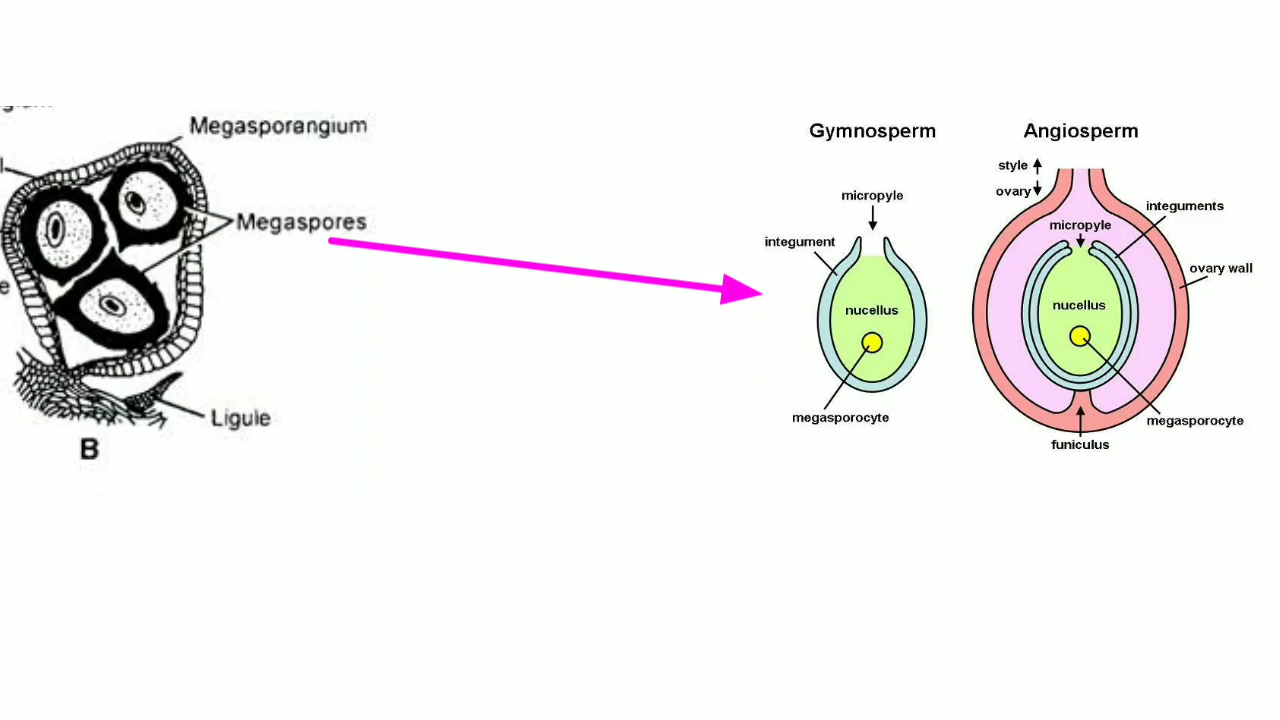 Megasporangium
Megaspores
Ligule
B
Gymnosperm
micropyle
integument
nucellus
megasporocyte
Angiosperm
style
ovary
integuments
micropyle
ovary wall
nucellus
megasporocyte
funiculus